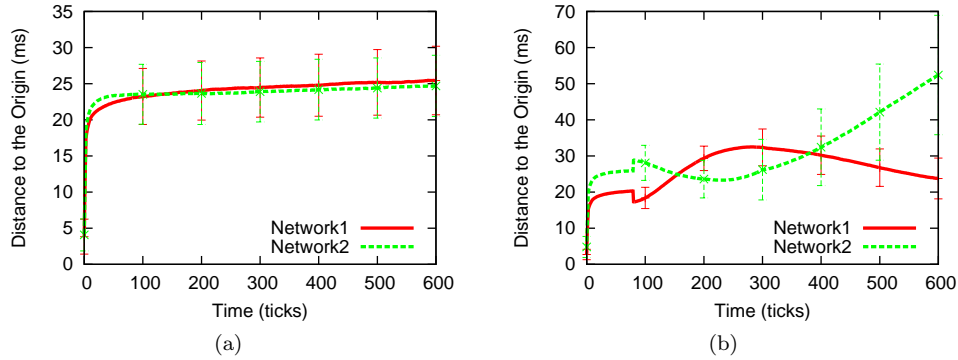 Distance to the Origin (ms)
35
30
25
20
15
10
5
0
0 100 200 300 400 500 600
Network1
Network2
Time (ticks)
(a)
Distance to the Origin (ms)
70
60
50
40
30
20
10
0
0 100 200 300 400 500 600
Network1
Network2
Time (ticks)
(b)